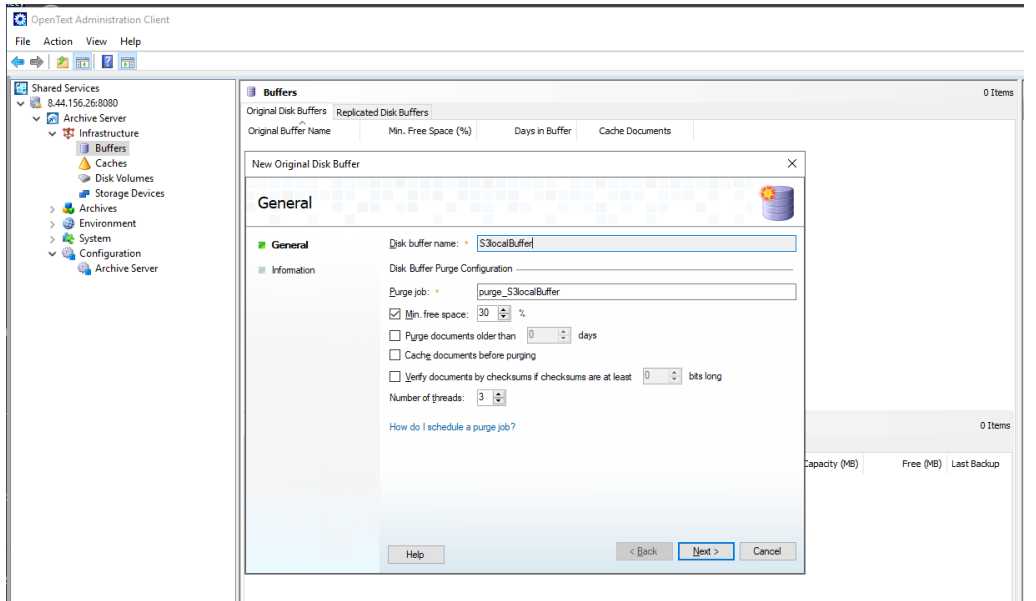 OpenText Administration Client
File Action View Help
Shared Services
8.44.156.26:8080
Archive Server
Infrastructure
Buffers
Caches
Disk Volumes
Storage Devices
Archives
Environment
System
Configuration
Archive Server
Buffers 0 Items
Original Disk Buffers Replicated Disk Buffers
Original Buffer Name Min. Free Space (%) Days in Buffer Cache Documents
New Original Disk Buffer
General
General
Information
Disk buffer name: * S3localBuffer
Disk Buffer Purge Configuration
Purge job: * purge_S3localBuffer
Min. free space: 30 %
Purge documents older than 0 days
Cache documents before purging
Verify documents by checksums if checksums are at least 0 bits long
Number of threads: 3
How do I schedule a purge job?
Help < Back Next > Cancel
0 Items
Capacity (MB) Free (MB) Last Backup